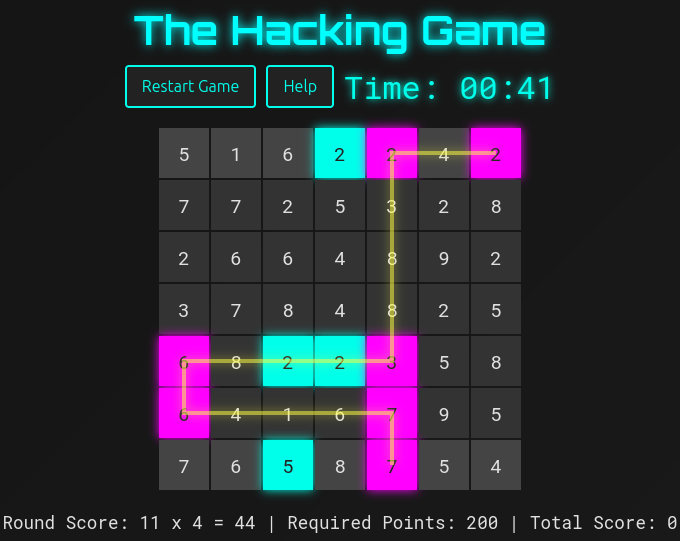 The Hacking Game
Restart Game Help Time: 00:41
5 1 6 2 2 4 2
7 7 2 5 3 2 8
2 6 6 4 8 9 2
3 7 8 4 8 2 5
6 8 2 2 3 5 8
6 4 1 6 7 9 5
7 6 5 8 7 5 4
Round Score: 11 x 4 = 44 | Required Points: 200 | Total Score: 0